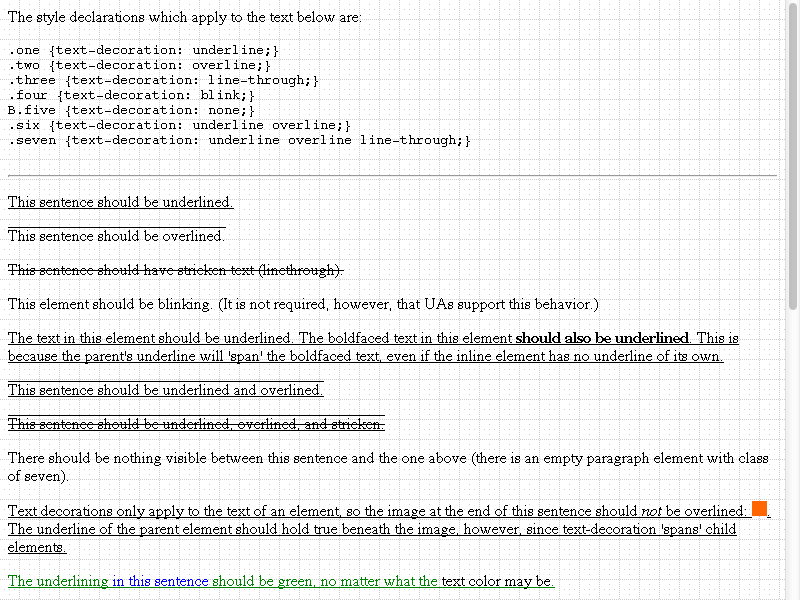 The style declarations which apply to the text below are:
.one {text-decoration: underline;}
.two {text-decoration: overline;}
.three {text-decoration: line-through;}
.four {text-decoration: blink;}
B.five {text-decoration: none;}
.six {text-decoration: underline overline;}
.seven {text-decoration: underline overline line-through;}
This sentence should be underlined.
This sentence should be overlined.
This sentence should have stricken text (linethrough).
This element should be blinking. (It is not required, however, that UAs support this behavior.)
The text in this element should be underlined. The boldfaced text in this element should also be underlined. This is
because the parent's underline will 'span' the boldfaced text, even if the inline element has no underline of its own.
This sentence should be underlined and overlined.
This sentence should be underlined, overlined, and stricken.
There should be nothing visible between this sentence and the one above (there is an empty paragraph element with class
of seven).
Text decorations only apply to the text of an element, so the image at the end of this sentence should not be overlined: .
The underline of the parent element should hold true beneath the image, however, since text-decoration 'spans' child
elements.
The underlining in this sentence should be green, no matter what the text color may be.